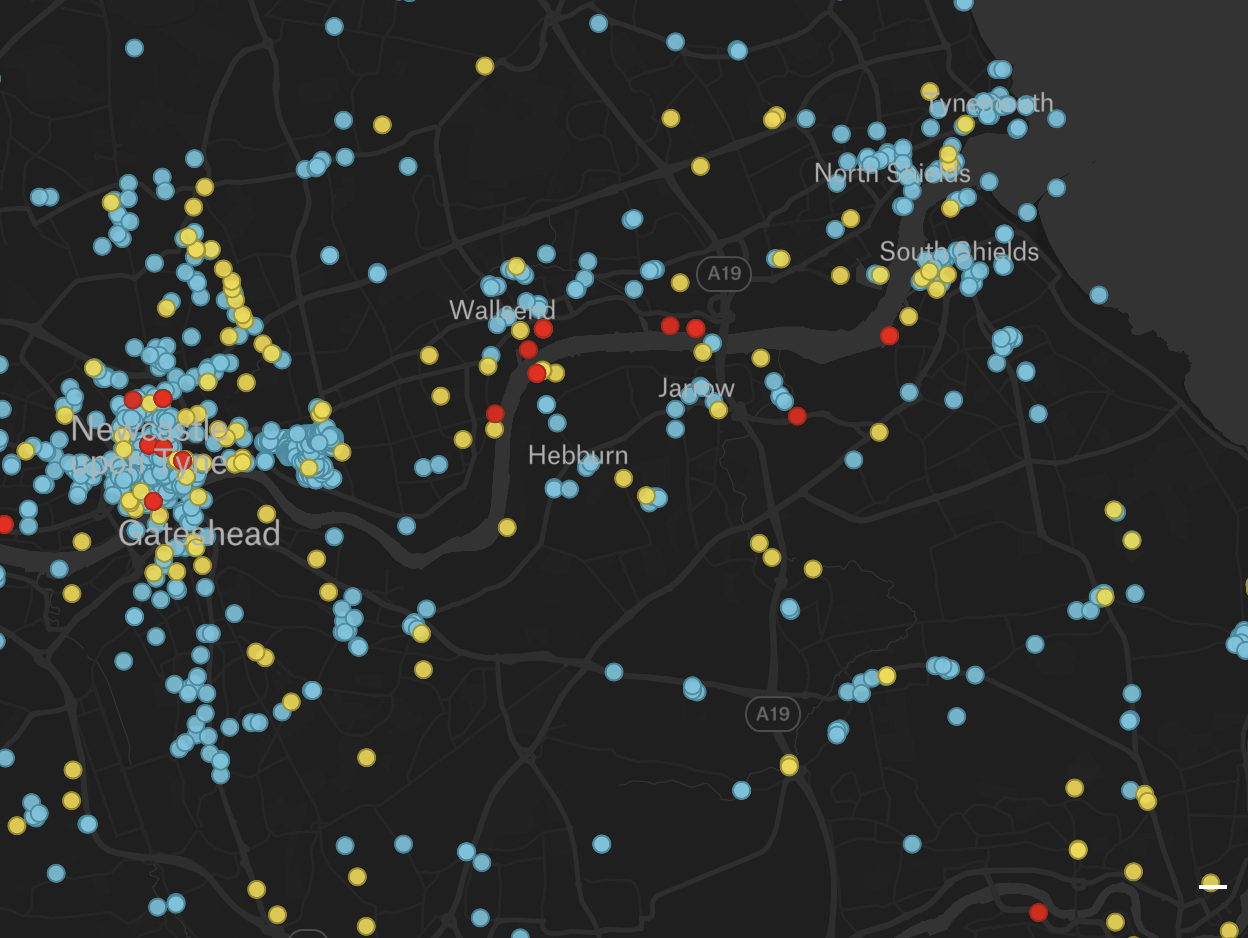 Tynemouth
North Shields
South Shields
A19
Wallsend
Jarrow
Newcastle
upon Tyne
Hebburn
Gateshead
A19